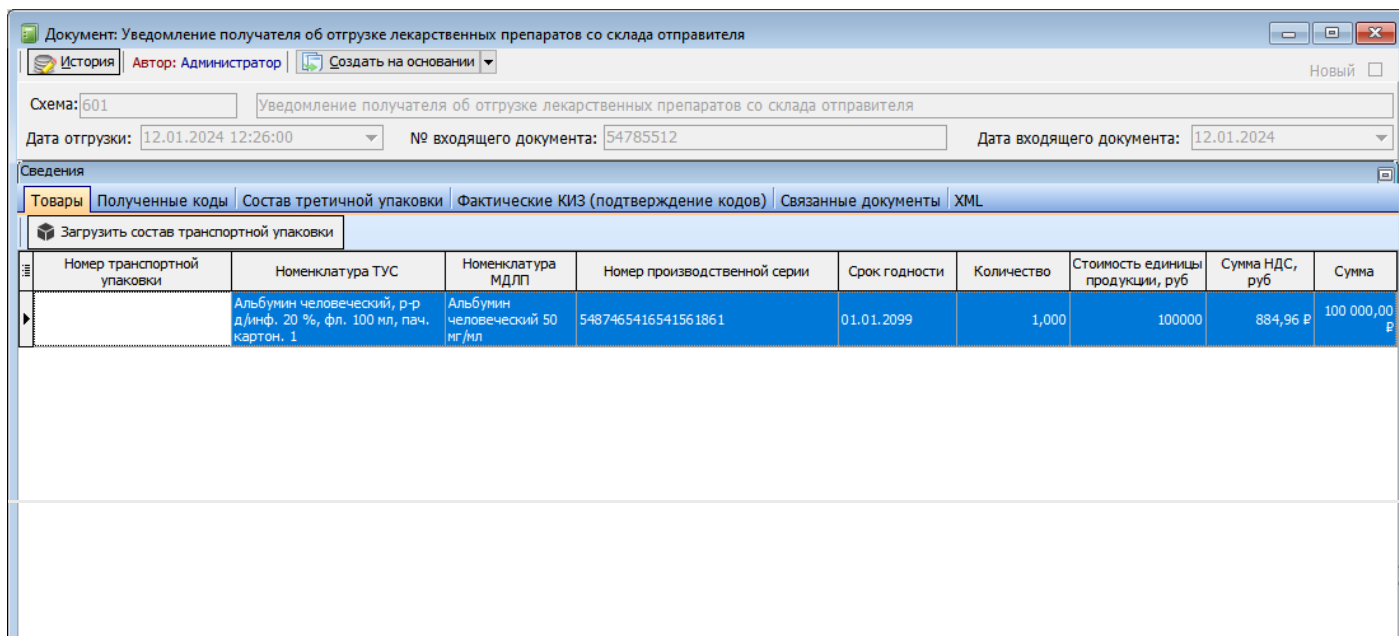 Документ: Уведомление получателя об отгрузке лекарственных препаратов со склада отправителя
История Автор: Администратор Создать на основании
Новый
Схема: 601 Уведомление получателя об отгрузке лекарственных препаратов со склада отправителя
Дата отгрузки: 12.01.2024 12:26:00 № входящего документа: 54785512 Дата входящего документа: 12.01.2024
Сведения
Товары Полученные коды Состав третичной упаковки Фактические КИЗ (подтверждение кодов) Связанные документы XML
Загрузить состав транспортной упаковки
Номер транспортной
упаковки
Номенклатура ТУС
Номенклатура
МДЛП
Номер производственной серии
Срок годности
Количество
Стоимость единицы
продукции, руб
Сумма НДС,
руб
Сумма
Альбумин человеческий, р-р
д/инф. 20 %, фл. 100 мл, пач.
картон. 1
Альбумин
человеческий 50
мг/мл
5487465416541561861
01.01.2099
1,000
100000
884,96 ₽
100 000,00
₽